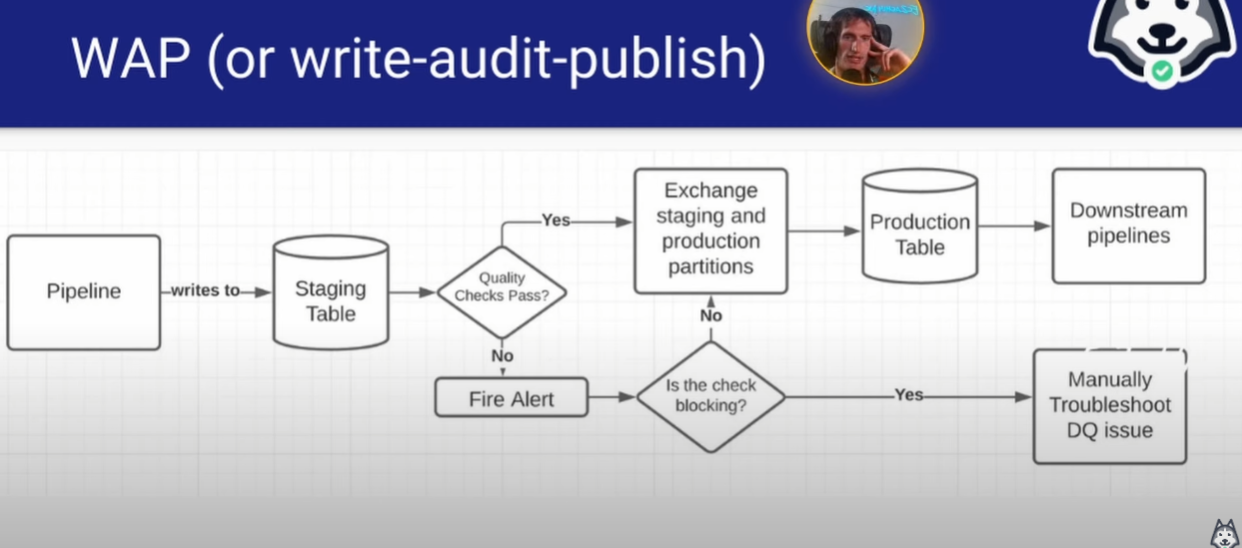 WAP (or write-audit-publish)
Pipeline
writes to
Staging
Table
Quality
Checks Pass?
Yes
No
Fire Alert
Exchange
staging and
production
partitions
No
Is the check
blocking?
Yes
Production
Table
Downstream
pipelines
Manually
Troubleshoot
DQ issue